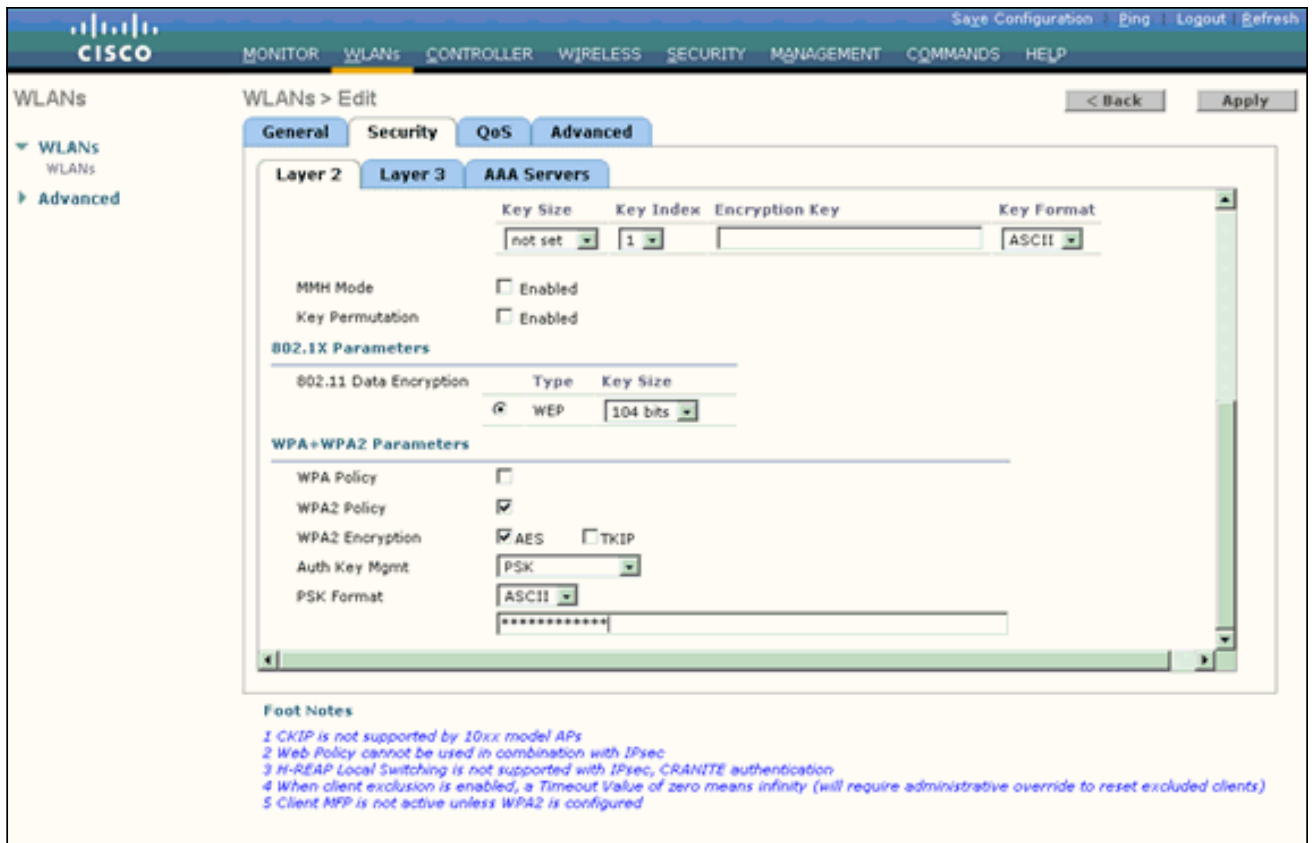 Save Configuration Ping Logout Refresh
CISCO MONITOR WLANs CONTROLLER WIRELESS SECURITY MANAGEMENT COMMANDS HELP
WLANs WLANs > Edit < Back Apply
General Security QoS Advanced
WLANs
WLANs
Advanced
Layer 2 Layer 3 AAA Servers
Key Size Key Index Encryption Key Key Format
not set 1 ASCII
MMH Mode Enabled
Key Permutation Enabled
802.1X Parameters
802.11 Data Encryption Type Key Size
WEP 104 bits
WPA+WPA2 Parameters
WPA Policy
WPA2 Policy
WPA2 Encryption AES TKIP
Auth Key Mgmt PSK
PSK Format ASCII
************
Foot Notes
1 CKIP is not supported by 10xx model APs
2 Web Policy cannot be used in combination with IPsec
3 H-REAP Local Switching is not supported with IPsec, CRANITE authentication
4 When client exclusion is enabled, a Timeout Value of zero means infinity (will require administrative override to reset excluded clients)
5 Client MFP is not active unless WPA2 is configured